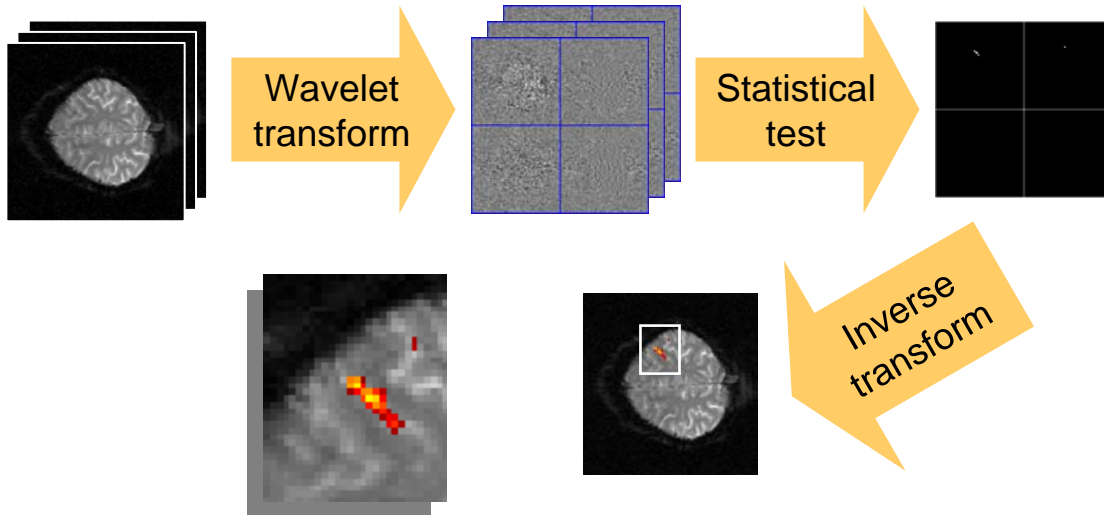 Wavelet
transform
Statistical
test
Inverse
transform